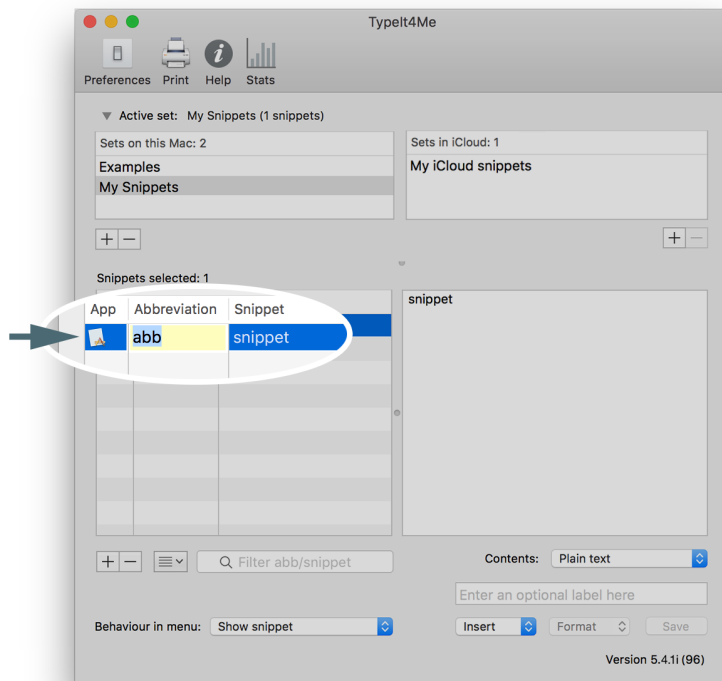 TypeIt4Me
Preferences Print Help Stats
Active set: My Snippets (1 snippets)
Sets on this Mac: 2
Examples
My Snippets
Sets in iCloud: 1
My iCloud snippets
Snippets selected: 1
App Abbreviation Snippet
abb snippet
snippet
Filter abb/snippet
Contents: Plain text
Enter an optional label here
Behaviour in menu: Show snippet
Insert Format Save
Version 5.4.1i (96)